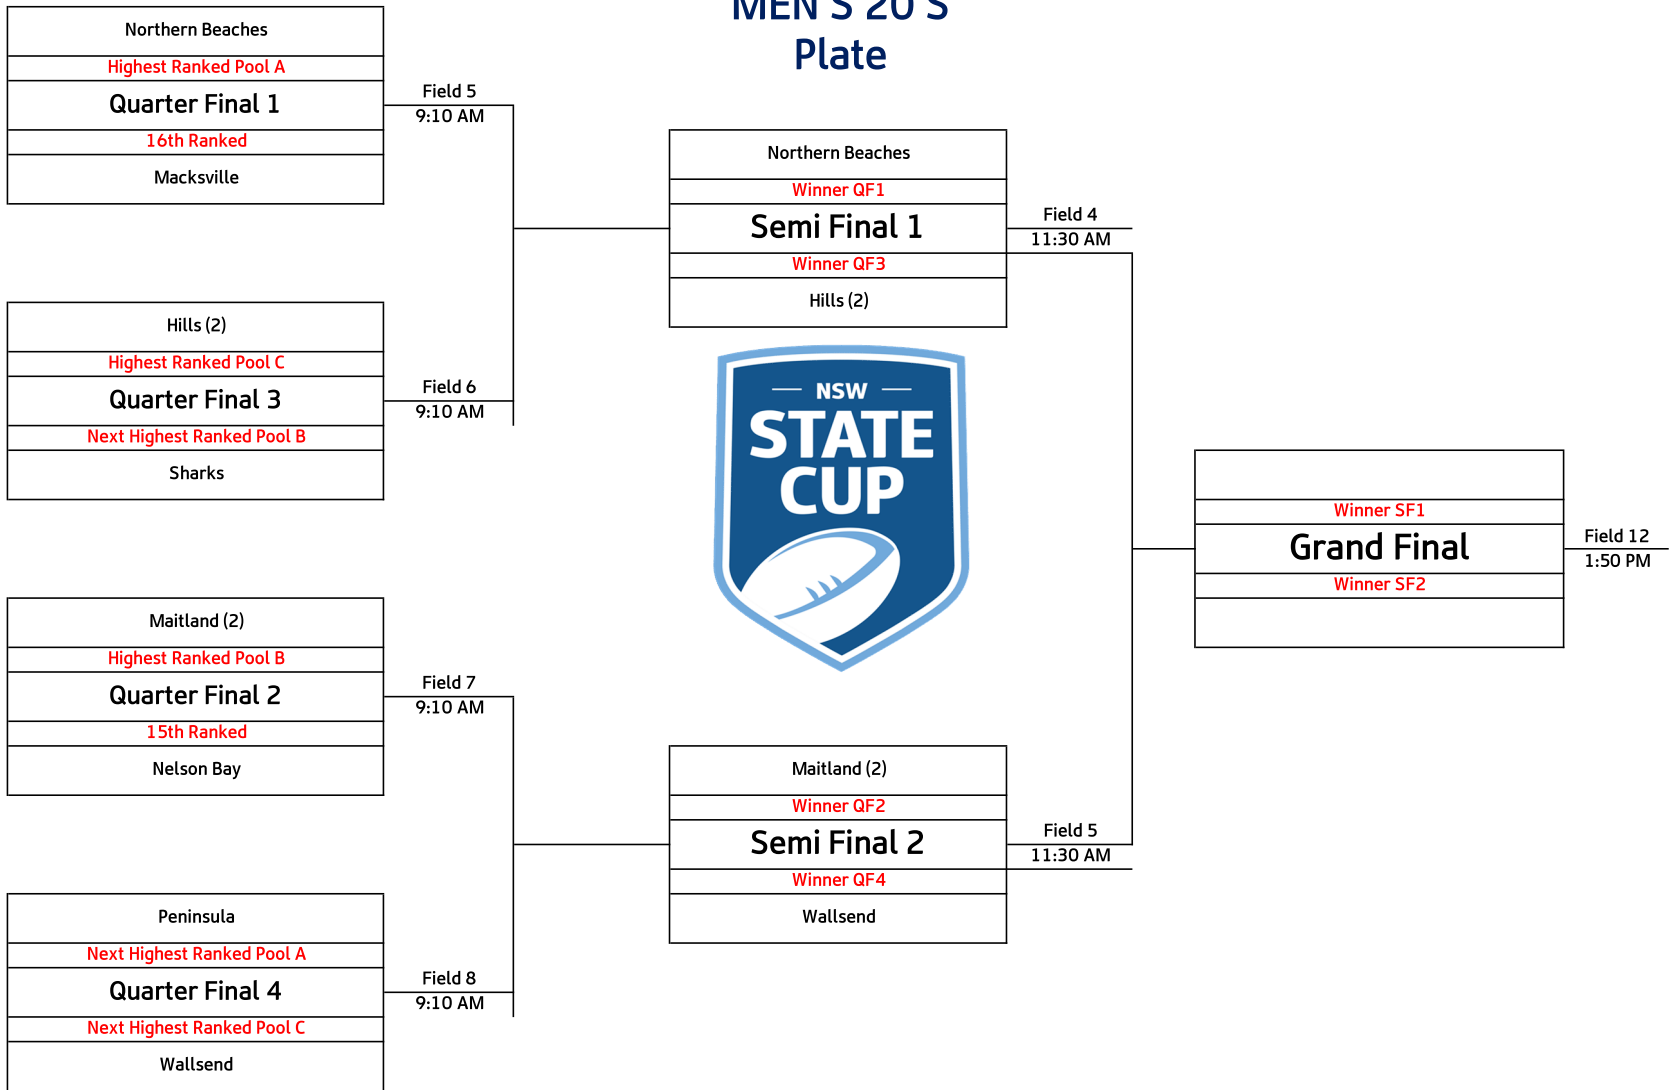 MEN'S 20'S
Plate
Northern Beaches
Highest Ranked Pool A
Quarter Final 1
16th Ranked
Macksville
Field 5
9:10 AM
Hills (2)
Highest Ranked Pool C
Quarter Final 3
Next Highest Ranked Pool B
Sharks
Field 6
9:10 AM
Maitland (2)
Highest Ranked Pool B
Quarter Final 2
15th Ranked
Nelson Bay
Field 7
9:10 AM
Peninsula
Next Highest Ranked Pool A
Quarter Final 4
Next Highest Ranked Pool C
Wallsend
Field 8
9:10 AM
Northern Beaches
Winner QF1
Semi Final 1
Winner QF3
Hills (2)
Field 4
11:30 AM
NSW
STATE
CUP
Maitland (2)
Winner QF2
Semi Final 2
Winner QF4
Wallsend
Field 5
11:30 AM
Winner SF1
Grand Final
Winner SF2
Field 12
1:50 PM